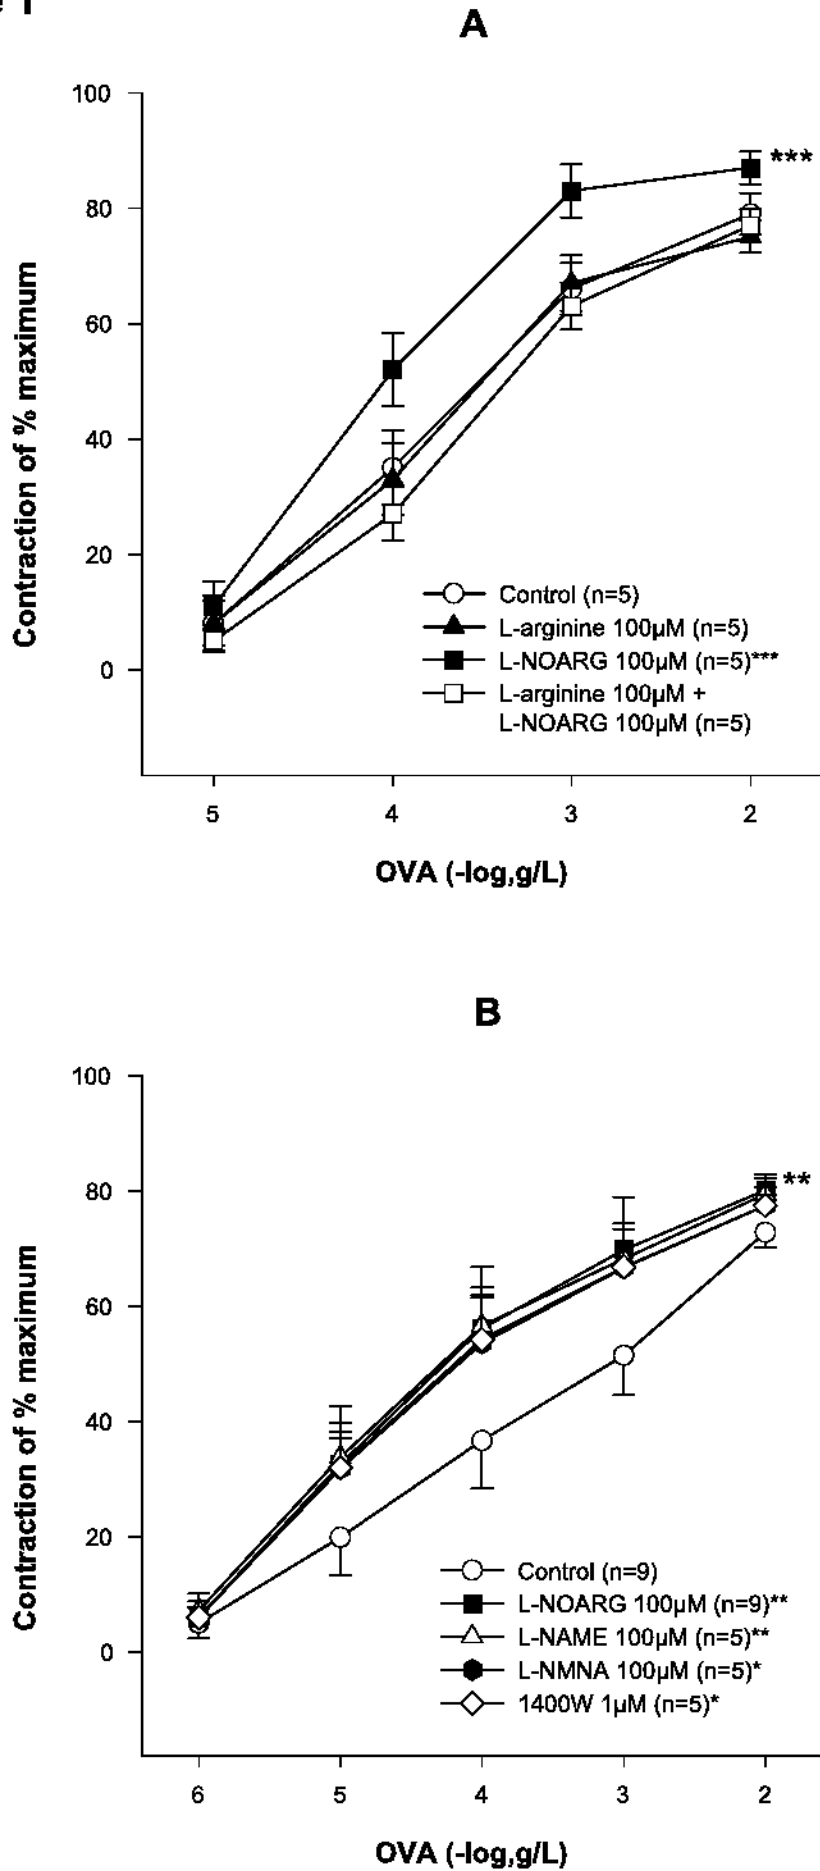 A
100
80
60
40
20
0
Contraction of % maximum
Control (n=5)
L-arginine 100µM (n=5)
L-NOARG 100µM (n=5)***
L-arginine 100µM +
L-NOARG 100µM (n=5)
***
5 4 3 2
OVA (-log,g/L)
B
100
80
60
40
20
0
Contraction of % maximum
**
Control (n=9)
L-NOARG 100µM (n=9)**
L-NAME 100µM (n=5)**
L-NMNA 100µM (n=5)*
1400W 1µM (n=5)*
6 5 4 3 2
OVA (-log,g/L)